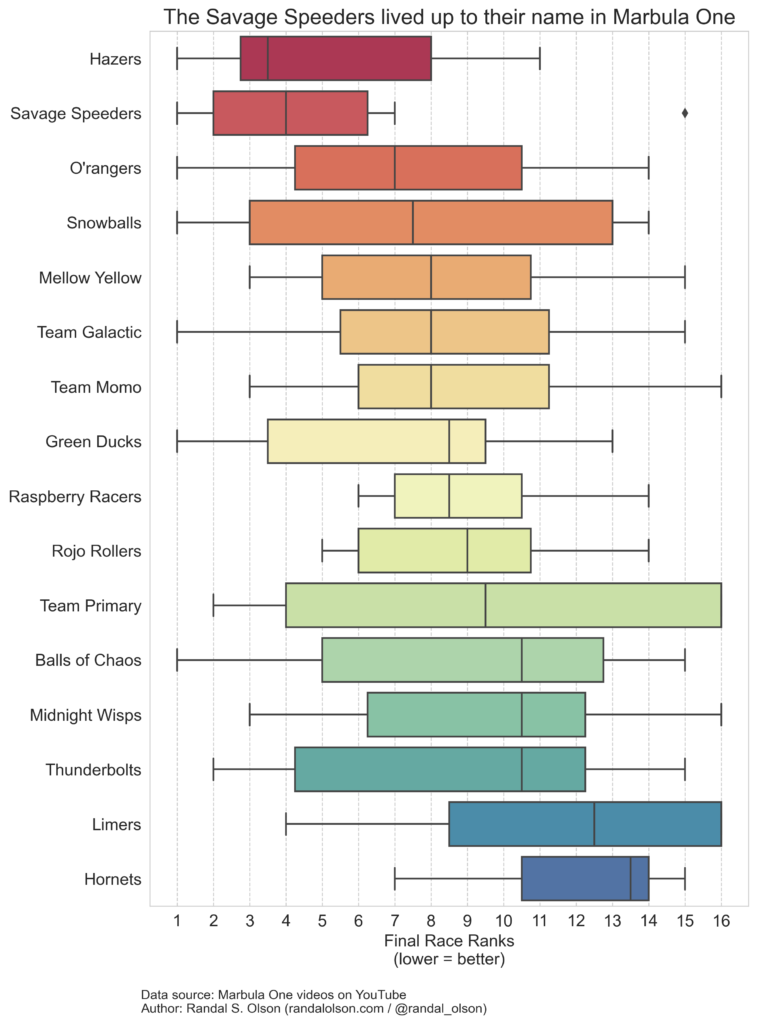 The Savage Speeders lived up to their name in Marbula One
Hazers
Savage Speeders
O'rangers
Snowballs
Mellow Yellow
Team Galactic
Team Momo
Green Ducks
Raspberry Racers
Rojo Rollers
Team Primary
Balls of Chaos
Midnight Wisps
Thunderbolts
Limers
Hornets
1 2 3 4 5 6 7 8 9 10 11 12 13 14 15 16
Final Race Ranks
(lower = better)
Data source: Marbula One videos on YouTube
Author: Randal S. Olson (randalolson.com / @randal_olson)